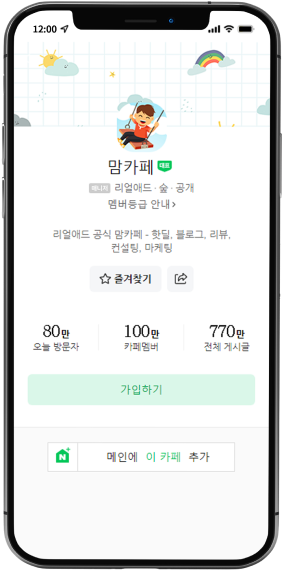 12:00
맘카페 대표
매니저 리얼애드 · 숲 · 공개
멤버등급 안내 >
리얼애드 공식 맘카페 - 핫딜, 블로그, 리뷰,
컨설팅, 마케팅
즐겨찾기
80만 100만 770만
오늘 방문자 카페멤버 전체 게시글
가입하기
N 메인에 이 카페 추가